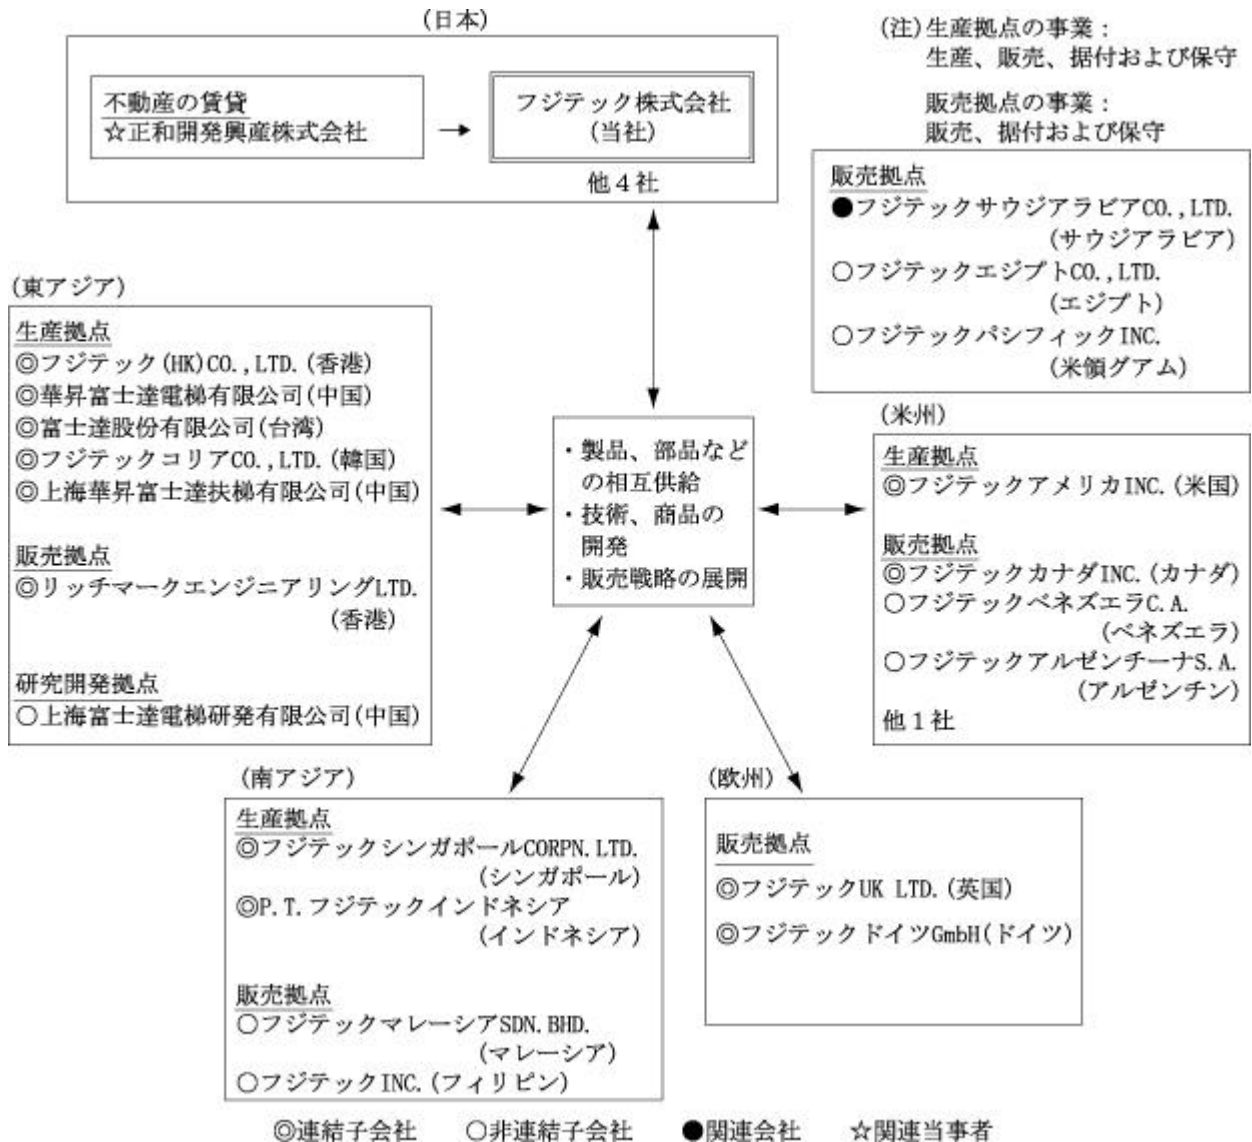 (日本)
不動産の賃貸
☆正和開発興産株式会社
フジテック株式会社
(当社)
他4社
(注)生産拠点の事業:
生産、販売、据付および保守
販売拠点の事業:
販売、据付および保守
販売拠点
●フジテックサウジアラビアCO.,LTD.
(サウジアラビア)
○フジテックエジプトCO.,LTD.
(エジプト)
○フジテックパシフィックINC.
(米領グアム)
(東アジア)
生産拠点
◎フジテック(HK)CO.,LTD.(香港)
◎華昇富士達電梯有限公司(中国)
◎富士達股份有限公司(台湾)
◎フジテックコリアCO.,LTD.(韓国)
◎上海華昇富士達扶梯有限公司(中国)
販売拠点
◎リッチマークエンジニアリングLTD.
(香港)
研究開発拠点
○上海富士達電梯研発有限公司(中国)
・製品、部品など
の相互供給
・技術、商品の
開発
・販売戦略の展開
(米州)
生産拠点
◎フジテックアメリカINC.(米国)
販売拠点
◎フジテックカナダINC.(カナダ)
○フジテックベネズエラC.A.
(ベネズエラ)
○フジテックアルゼンチーナS.A.
(アルゼンチン)
他1社
(南アジア)
生産拠点
◎フジテックシンガポールCORPN.LTD.
(シンガポール)
◎P.T.フジテックインドネシア
(インドネシア)
販売拠点
○フジテックマレーシアSDN.BHD.
(マレーシア)
○フジテックINC.(フィリピン)
(欧州)
販売拠点
◎フジテックUK LTD.(英国)
◎フジテックドイツGmbH(ドイツ)
◎連結子会社 ○非連結子会社 ●関連会社 ☆関連当事者